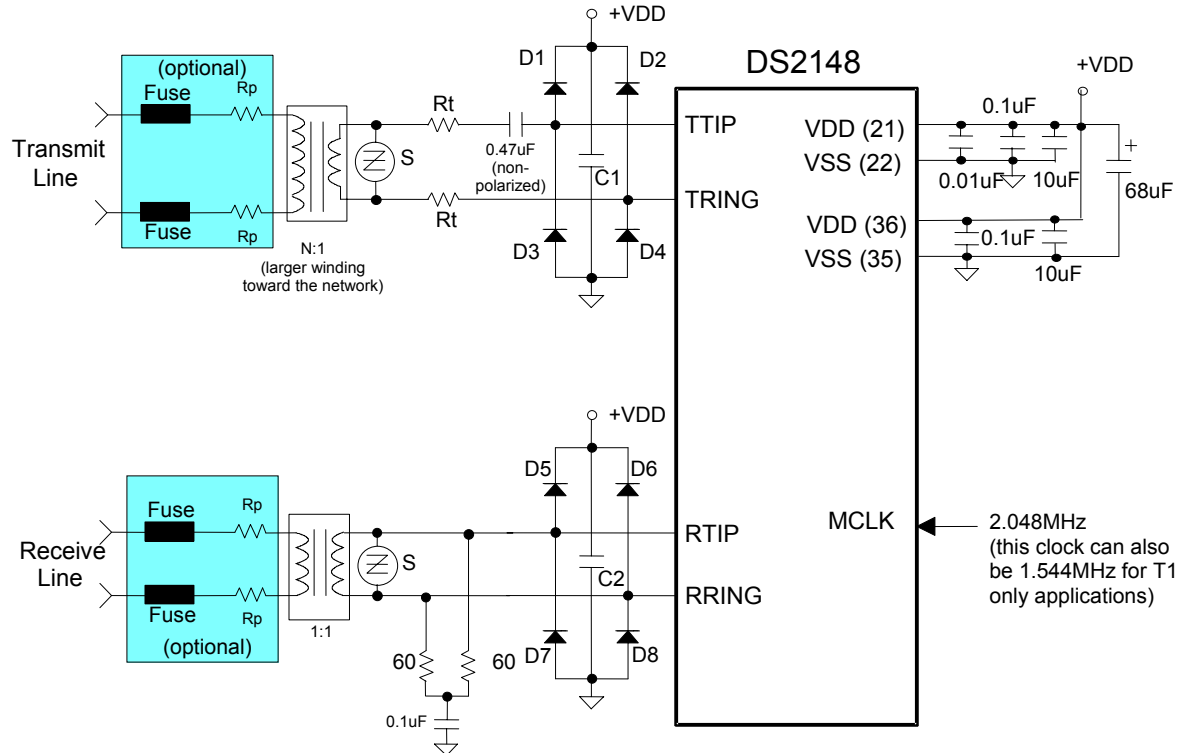 +VDD
(optional)
Fuse
Rp
D1
D2
DS2148
+VDD
Rt
0.1uF
TTIP
VDD (21)
+
Transmit
Line
S
0.47uF
(non-
polarized)
C1
VSS (22)
0.01uF
10uF
68uF
TRING
Fuse
Rp
Rt
VDD (36)
D3
D4
0.1uF
N:1
(larger winding
toward the network)
VSS (35)
10uF
+VDD
D5
D6
Fuse
Rp
RTIP
MCLK
2.048MHz
(this clock can also
be 1.544MHz for T1
only applications)
Receive
Line
S
C2
RRING
Fuse
Rp
1:1
(optional)
60
60
D7
D8
0.1uF